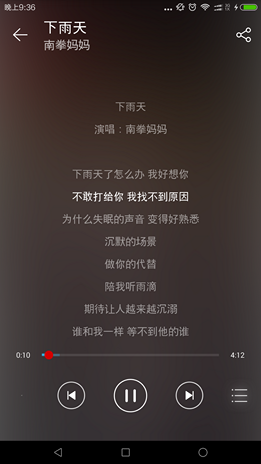 晚上9:36
下雨天
南拳妈妈
下雨天
演唱：南拳妈妈
下雨天了怎么办 我好想你
不敢打给你 我找不到原因
为什么失眠的声音 变得好熟悉
沉默的场景
做你的代替
陪我听雨滴
期待让人越来越沉溺
谁和我一样 等不到他的谁
0:10
4:12